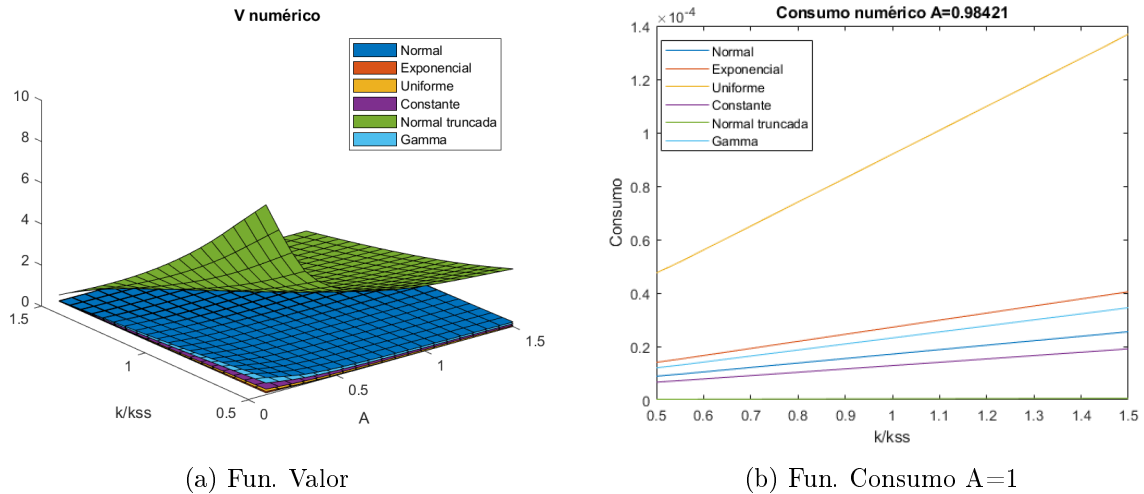 V numérico
Normal
Exponencial
Uniforme
Constante
Normal truncada
Gamma
10
8
6
4
2
0
1.5
1
0.5
k/kss
0
0.5
1
1.5
A
(a) Fun. Valor
Consumo numérico A=0.98421
×10⁻⁴
Normal
Exponencial
Uniforme
Constante
Normal truncada
Gamma
1.4
1.2
1
0.8
0.6
0.4
0.2
0
Consumo
0.5 0.6 0.7 0.8 0.9 1 1.1 1.2 1.3 1.4 1.5
k/kss
(b) Fun. Consumo A=1